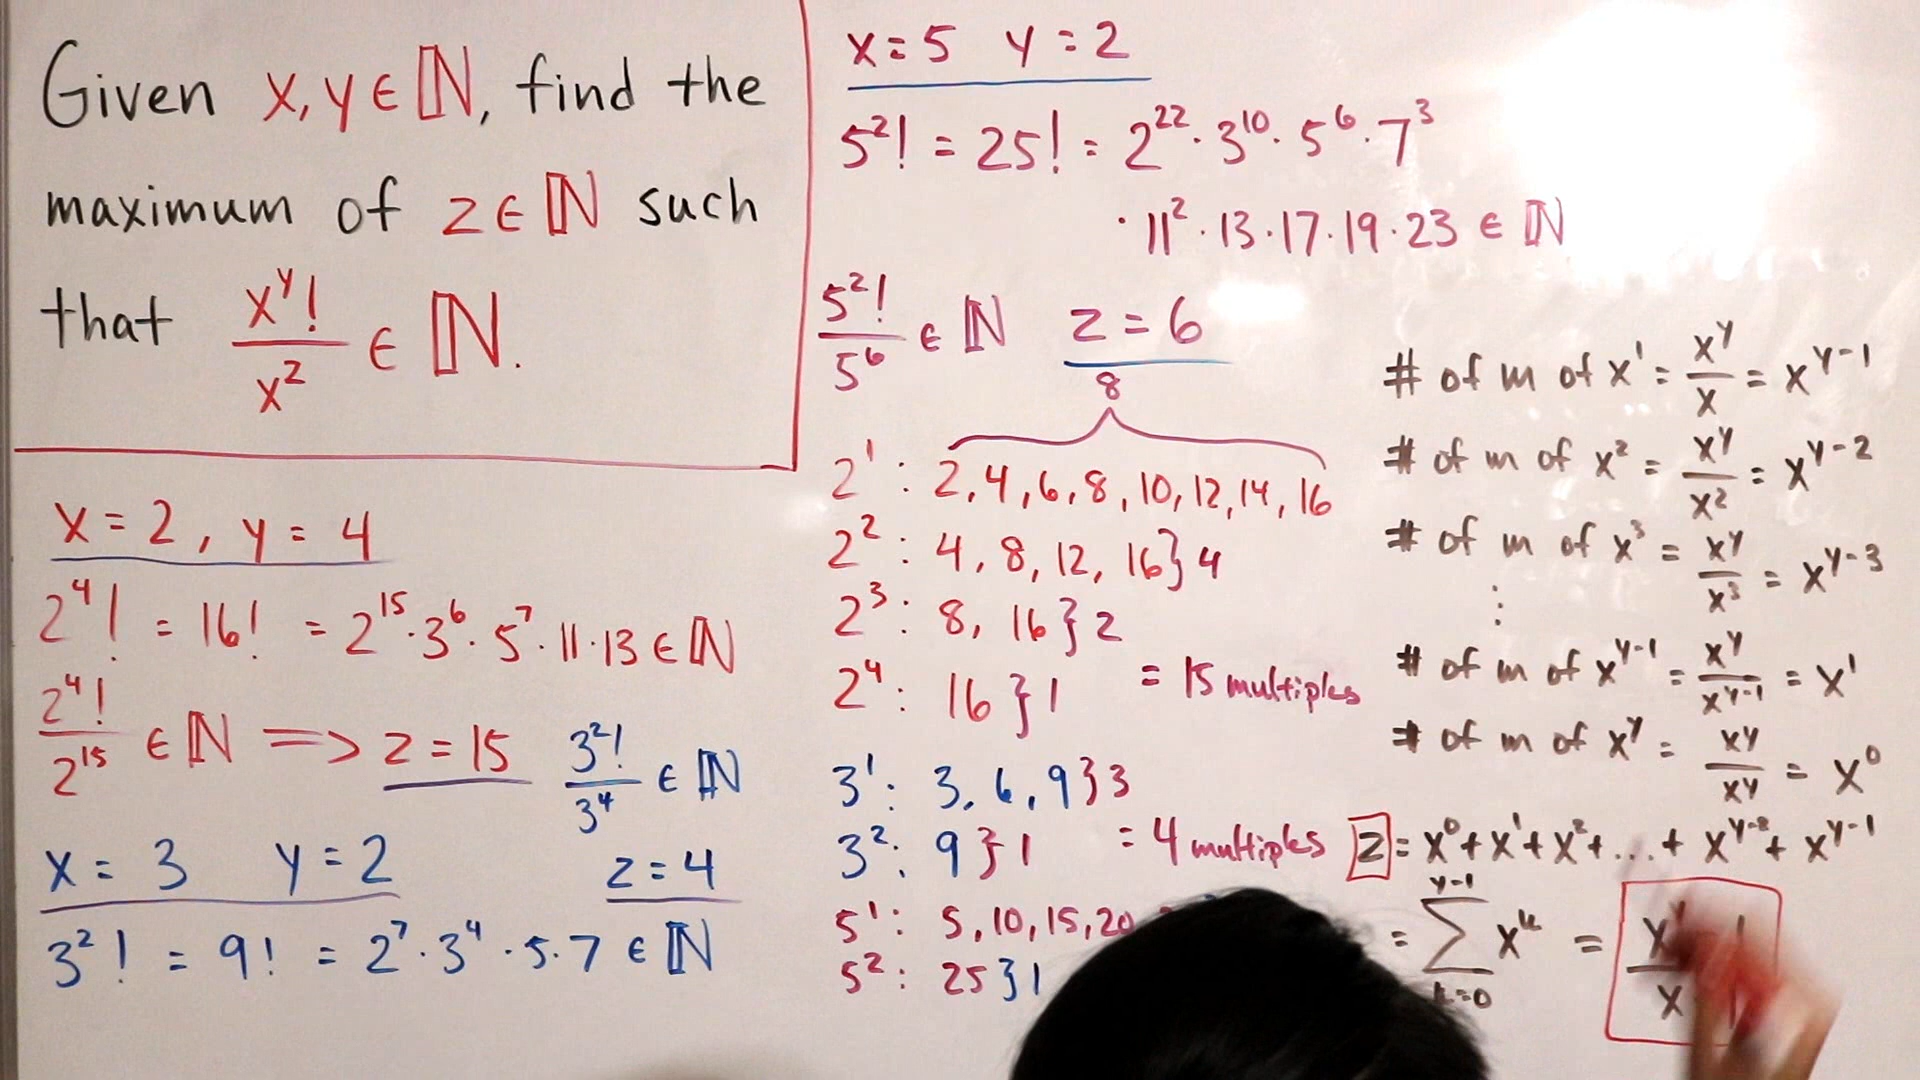 Given x, y ∈ ℕ, find the
maximum of z ∈ ℕ such
that x^y! / x^z ∈ ℕ.
x = 2, y = 4
2^4! = 16! = 2^15 · 3^6 · 5^7 · 11 · 13 ∈ ℕ
2^4! / 2^15 ∈ ℕ => z = 15
3^2! / 3^4 ∈ ℕ
x = 3 y = 2
z = 4
3^2! = 9! = 2^7 · 3^4 · 5 · 7 ∈ ℕ
x = 5 y = 2
5^2! = 25! = 2^22 · 3^10 · 5^6 · 7^3
· 11^2 · 13 · 17 · 19 · 23 ∈ ℕ
5^2! / 5^6 ∈ ℕ z = 6
8
2^1 : 2, 4, 6, 8, 10, 12, 14, 16
2^2 : 4, 8, 12, 16 } 4
2^3 : 8, 16 } 2
2^4 : 16 } 1 = 15 multiples
3^1 : 3, 6, 9 } 3
3^2 : 9 } 1 = 4 multiples
5^1 : 5, 10, 15, 20
5^2 : 25 } 1
# of m of x^1 = x^y / x = x^(y-1)
# of m of x^2 = x^y / x^2 = x^(y-2)
# of m of x^3 = x^y / x^3 = x^(y-3)
⋮
# of m of x^(y-1) = x^y / x^(y-1) = x^1
# of m of x^y = x^y / x^y = x^0
z = x^0 + x^1 + x^2 + ... + x^(y-2) + x^(y-1)
= ∑_{k=0}^{y-1} x^k =